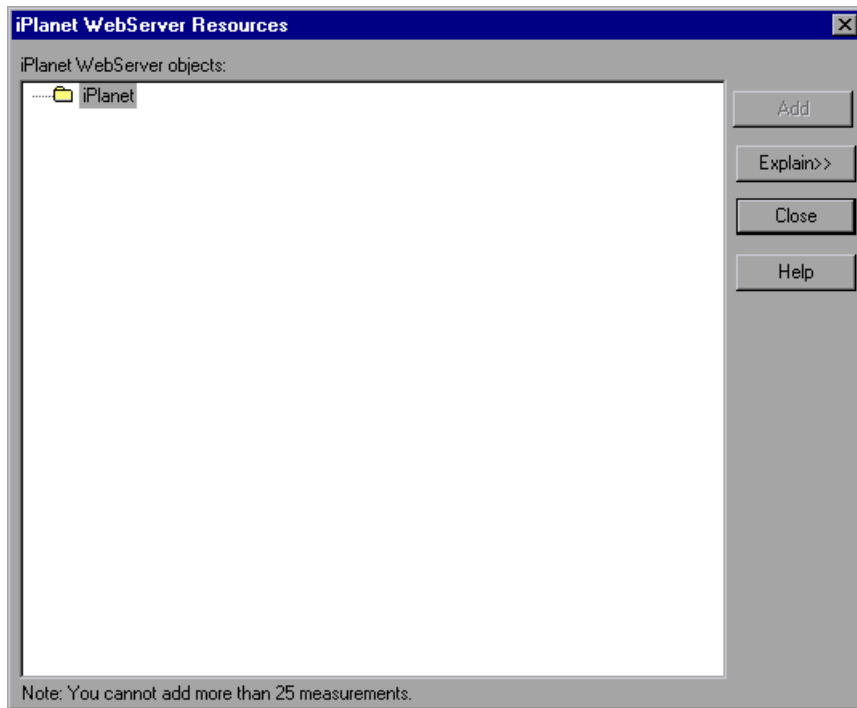 iPlanet WebServer Resources
iPlanet WebServer objects:
iPlanet
Add
Explain>>
Close
Help
Note: You cannot add more than 25 measurements.